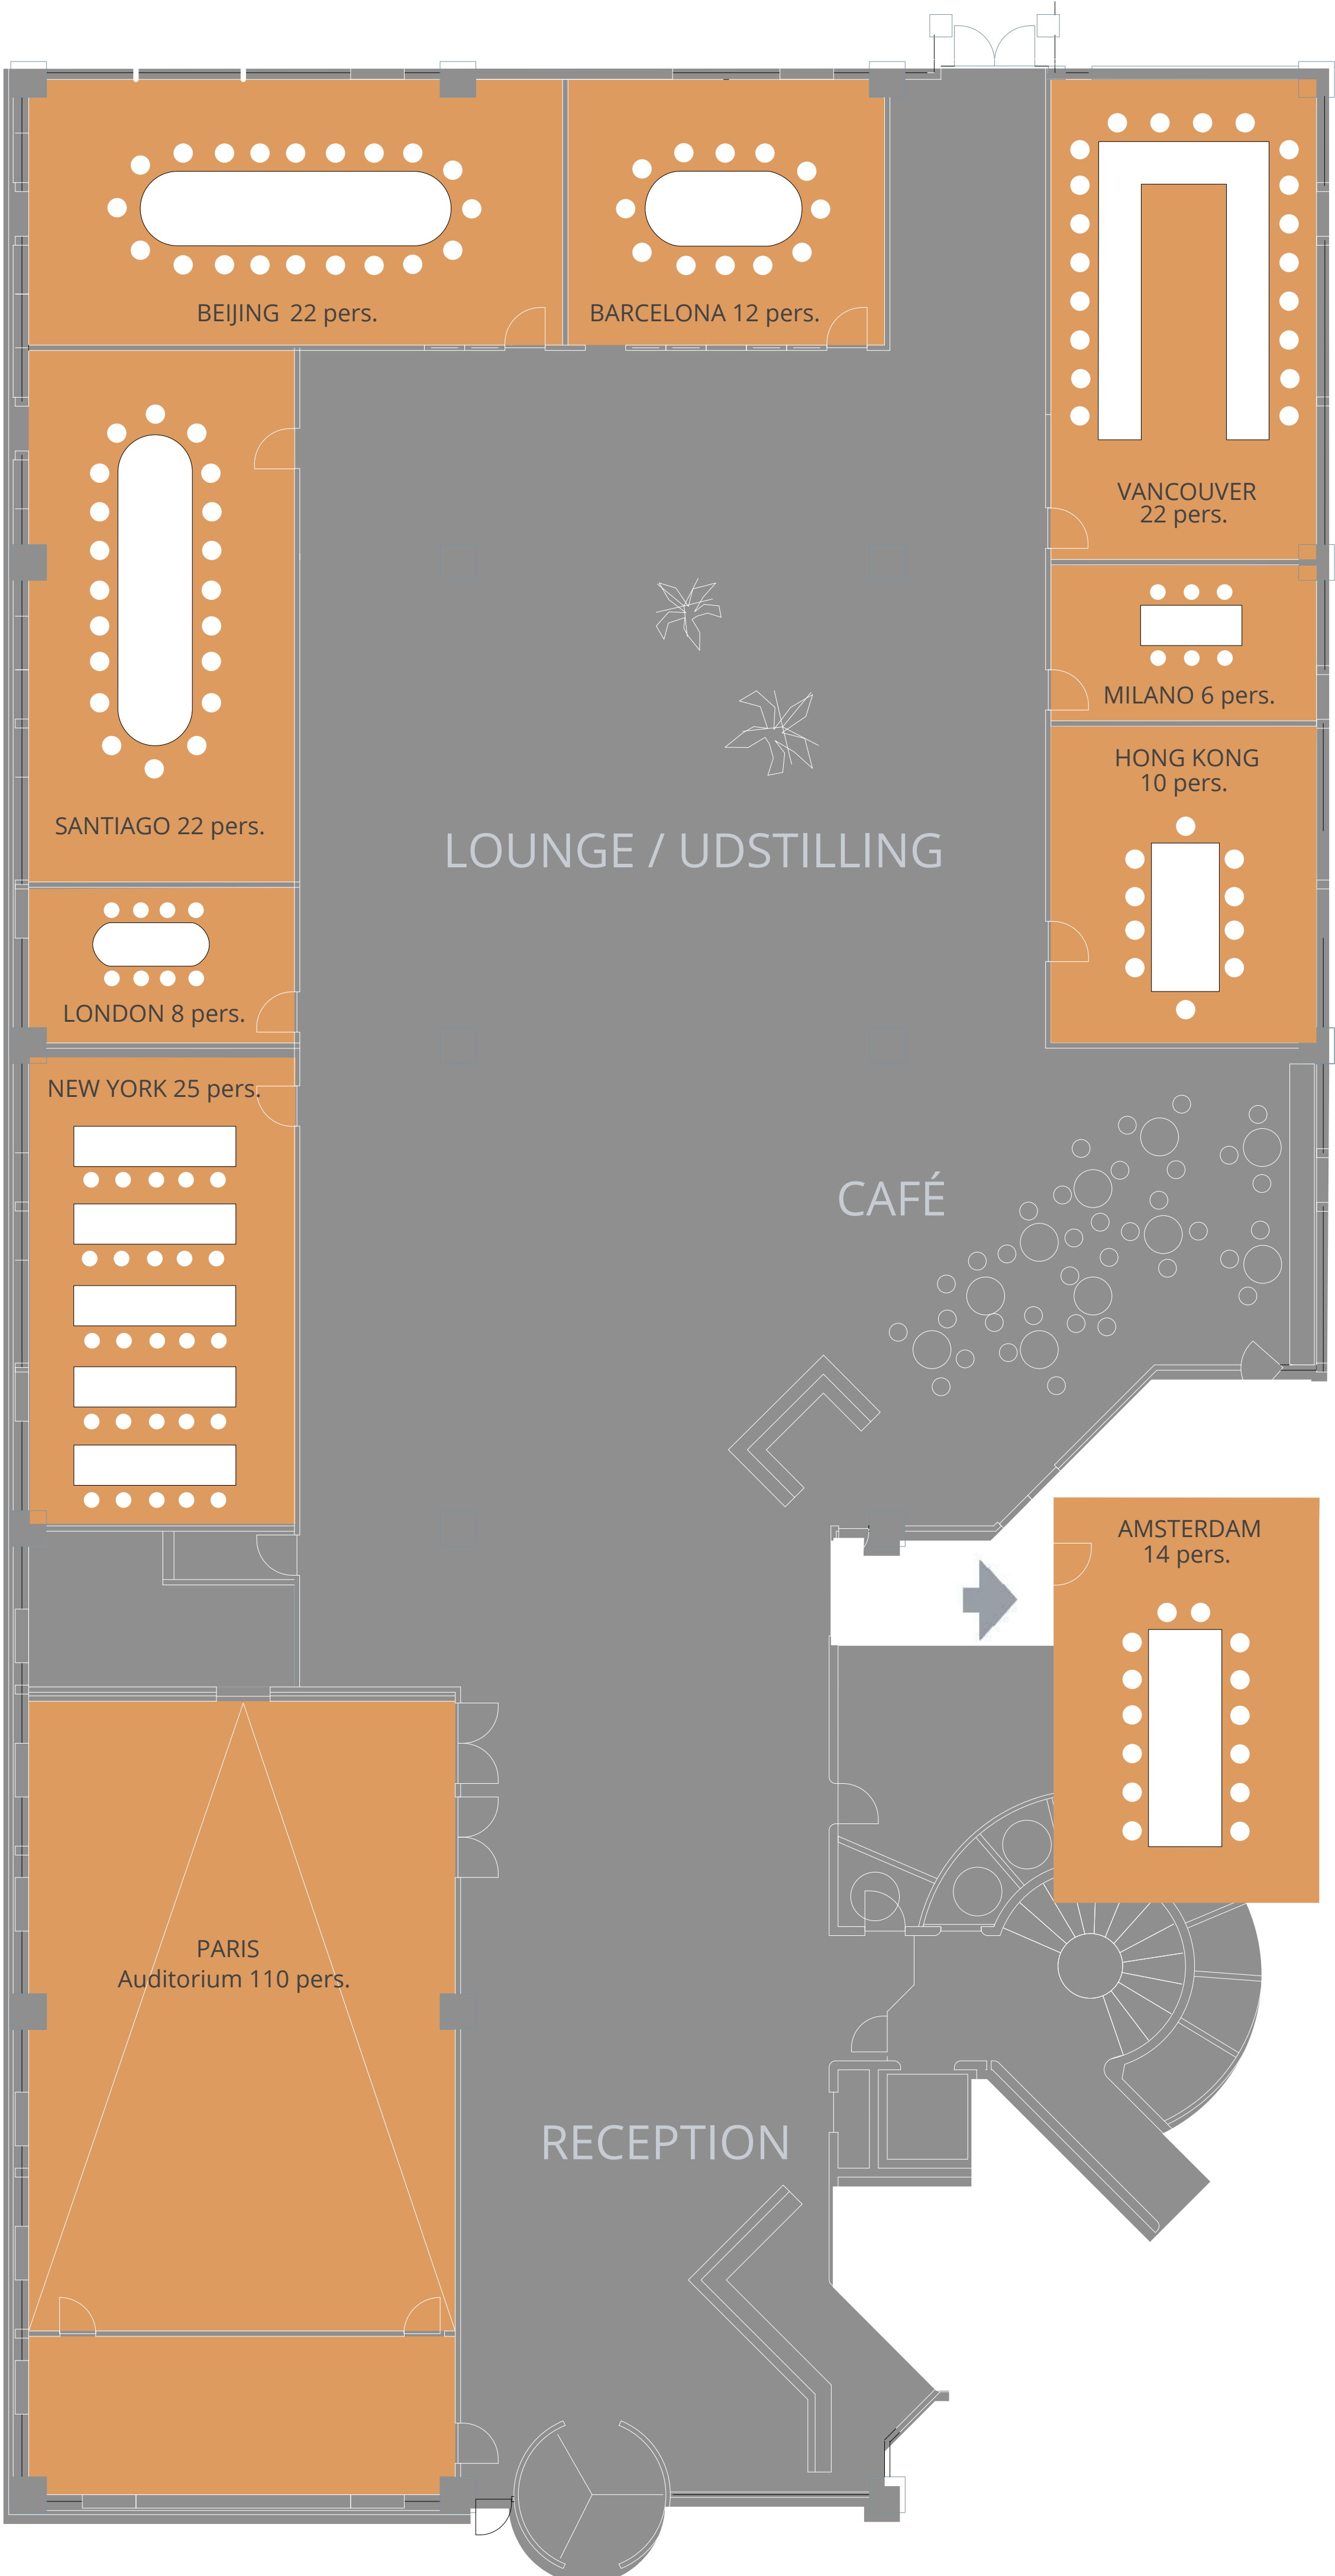 BEIJING 22 pers.
BARCELONA 12 pers.
VANCOUVER
22 pers.
MILANO 6 pers.
HONG KONG
10 pers.
SANTIAGO 22 pers.
LOUNGE / UDSTILLING
LONDON 8 pers.
NEW YORK 25 pers.
CAFÉ
AMSTERDAM
14 pers.
PARIS
Auditorium 110 pers.
RECEPTION